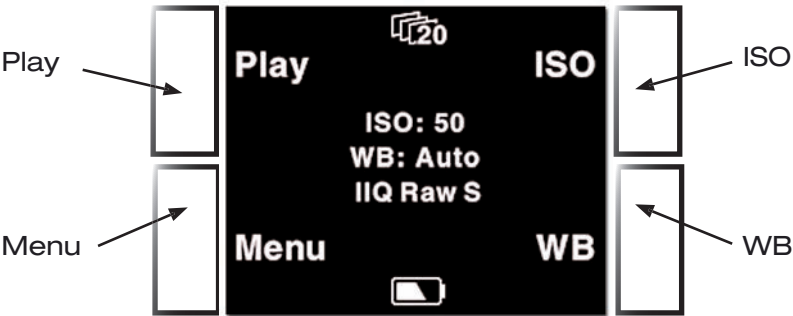 20
Play Play ISO ISO
ISO: 50
WB: Auto
IIQ Raw S
Menu Menu WB WB